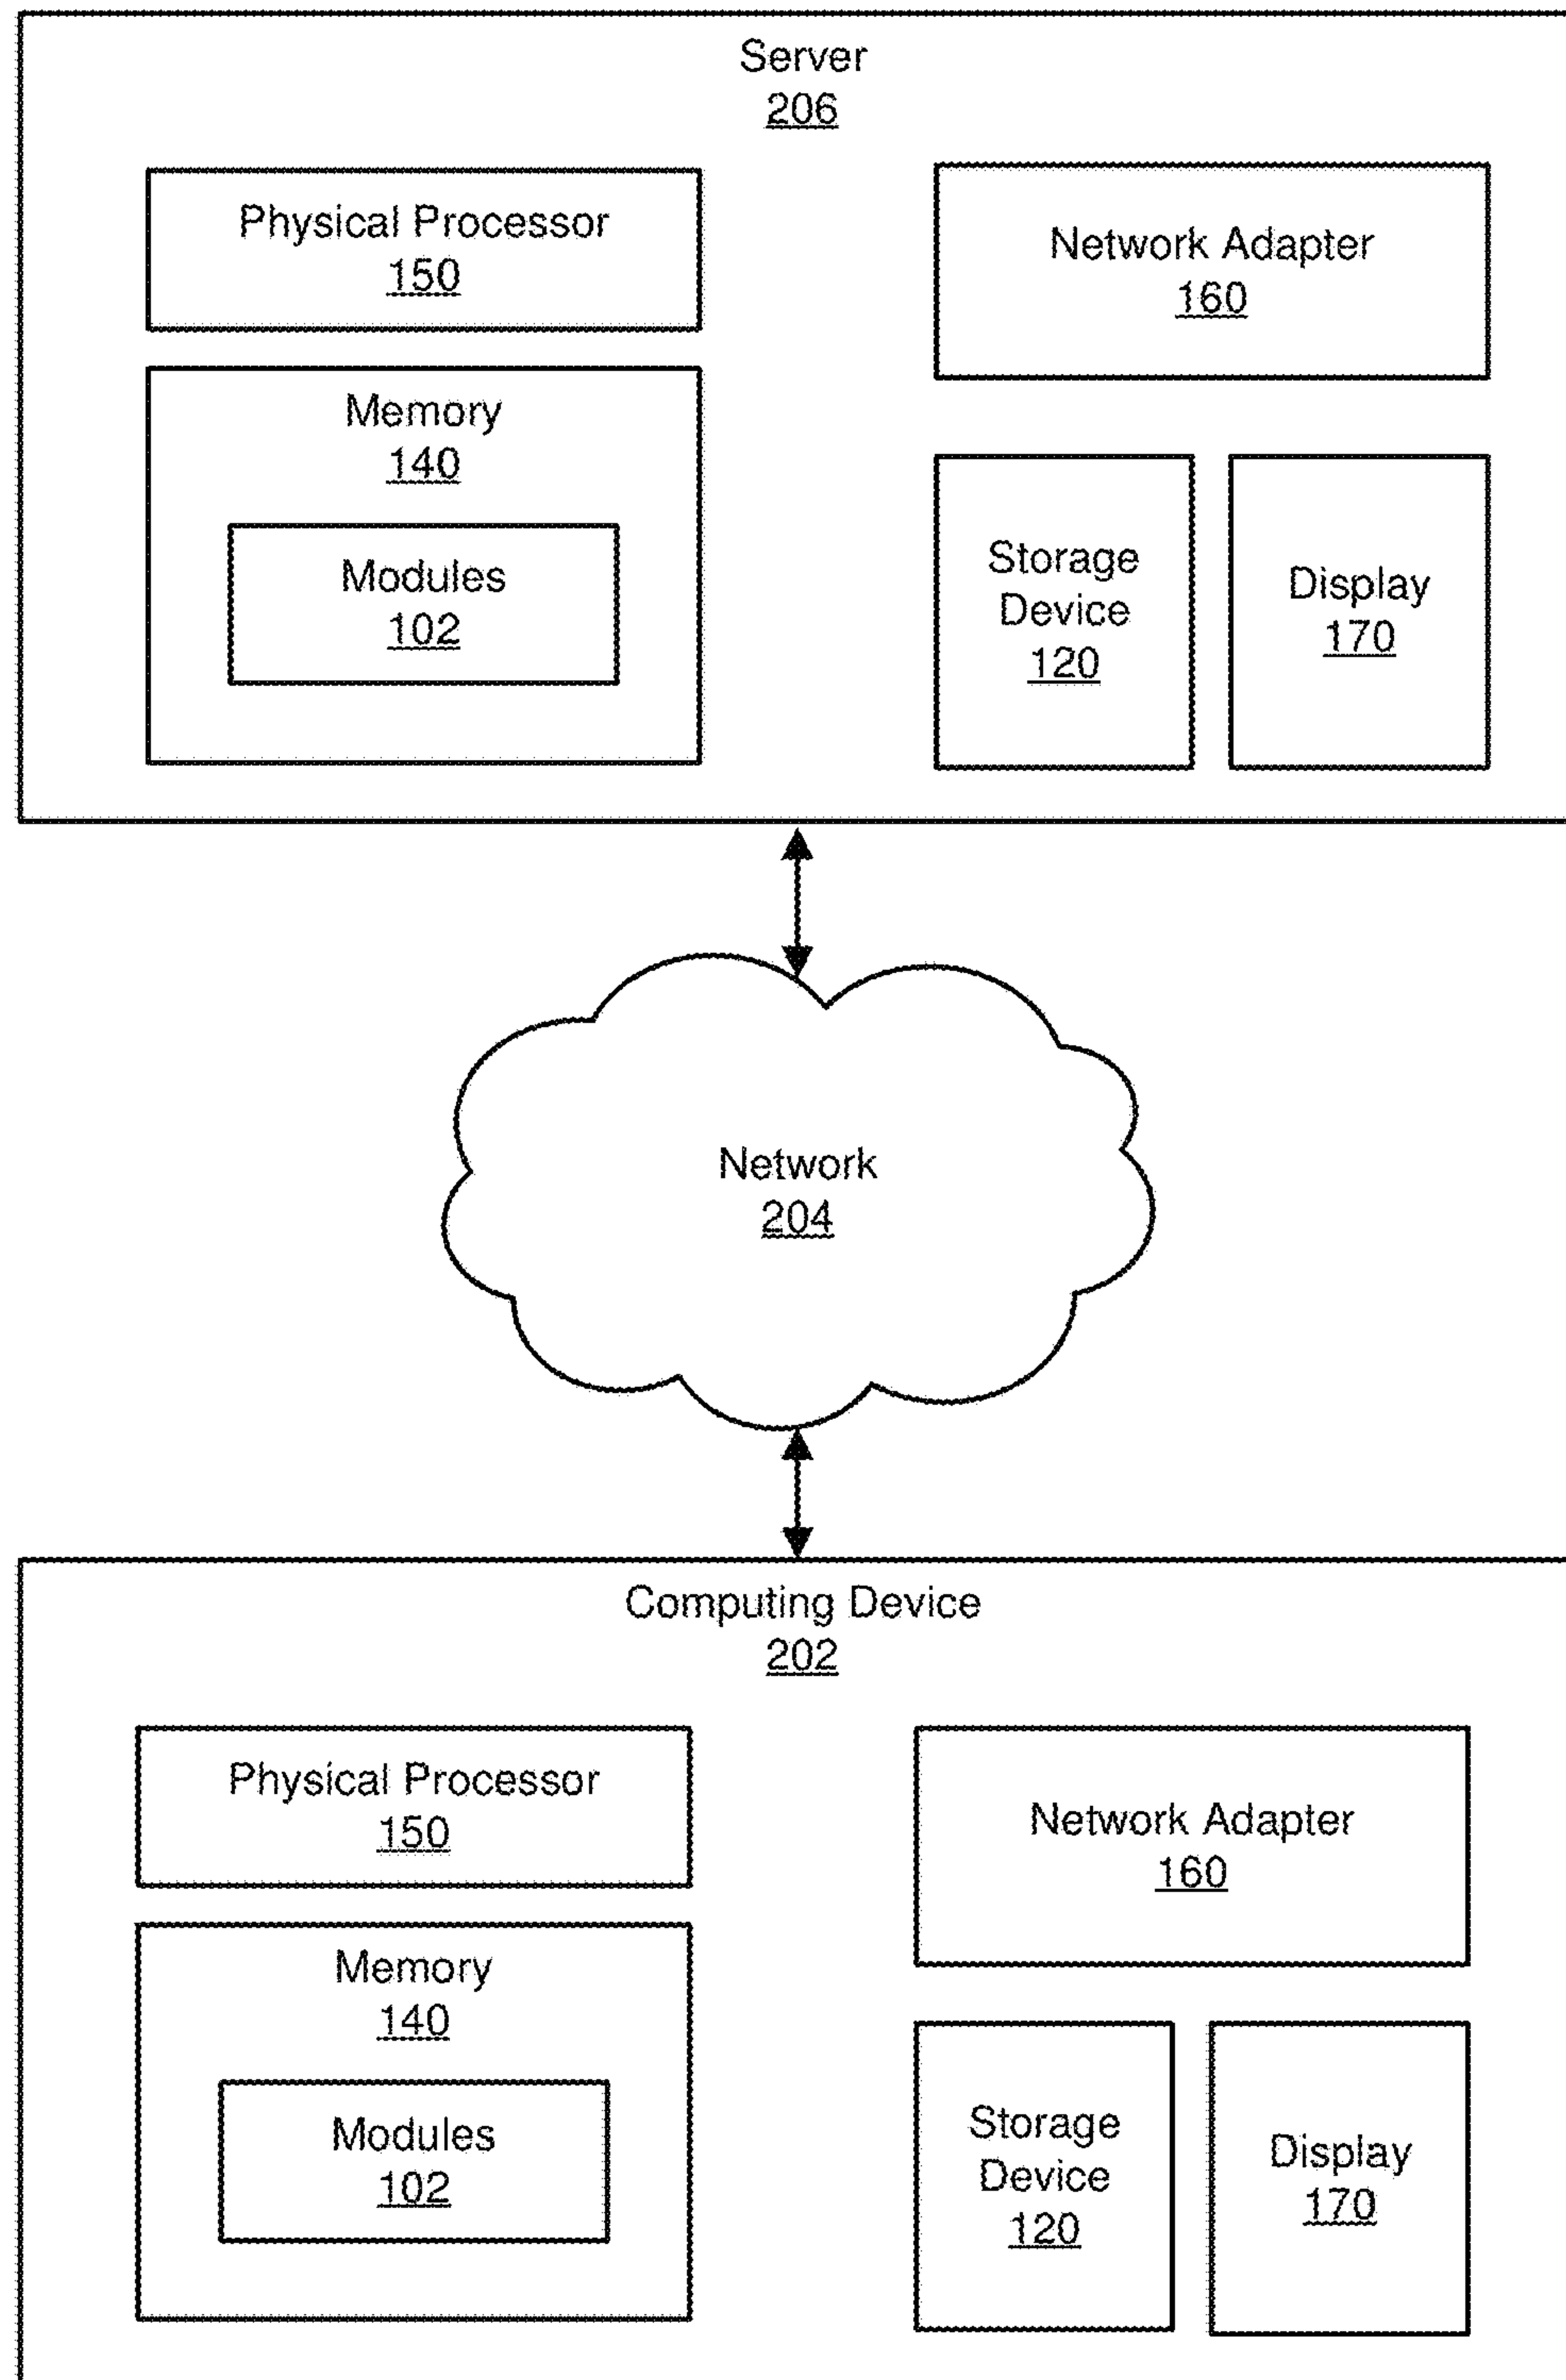 Server
206
Physical Processor
150
Network Adapter
160
Memory
140
Modules
102
Storage
Device
120
Display
170
Network
204
Computing Device
202
Physical Processor
150
Network Adapter
160
Memory
140
Modules
102
Storage
Device
120
Display
170